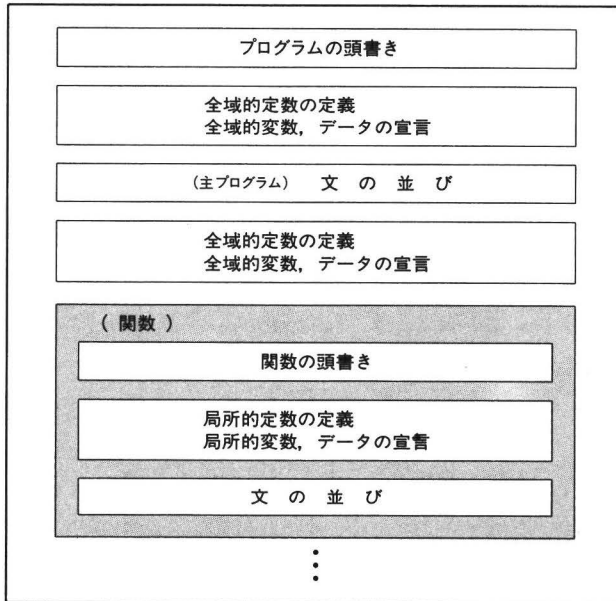 プログラムの頭書き
全域的定数の定義
全域的変数，データの宣言
(主プログラム) 文の並び
全域的定数の定義
全域的変数，データの宣言
(関数)
関数の頭書き
局所的定数の定義
局所的変数，データの宣言
文の並び